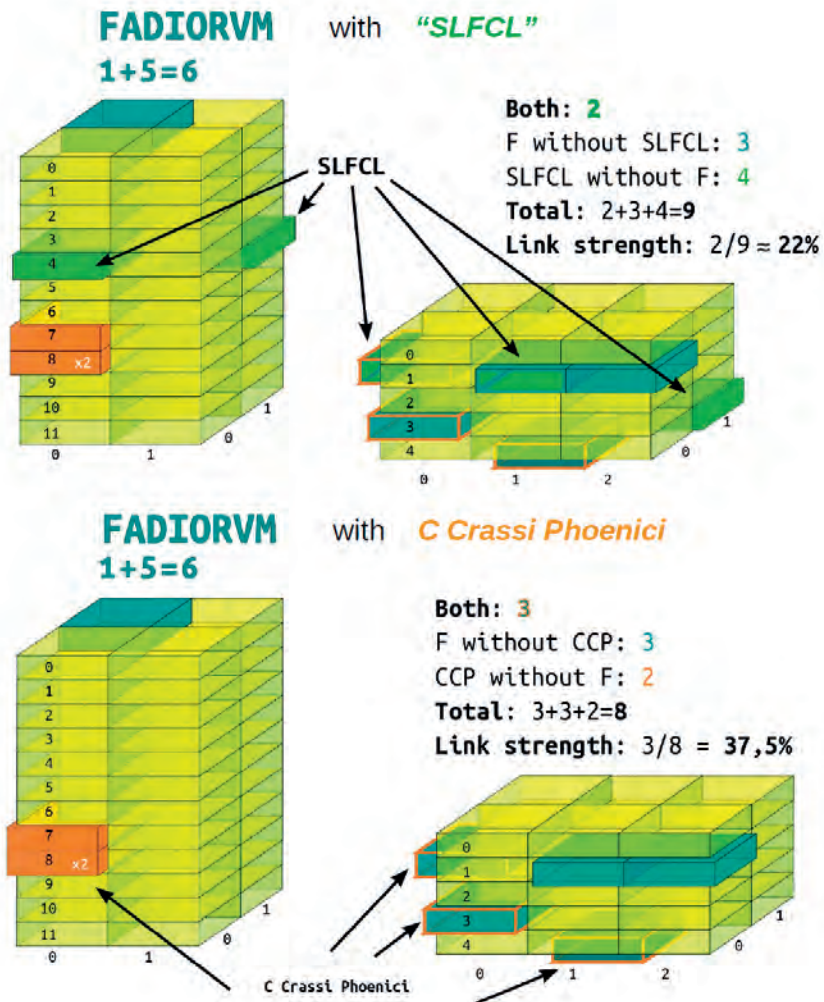 FADIORVM with “SLFCL”
1+5=6
Both: 2
F without SLFCL: 3
SLFCL without F: 4
Total: 2+3+4=9
Link strength: 2/9 ≈ 22%
SLFCL
0
1
2
3
4
5
6
7
8 x2
9
10
11
0 1
0 1
0
1
2
3
4
0 1 2
0 1
FADIORVM with C Crassi Phoenici
1+5=6
Both: 3
F without CCP: 3
CCP without F: 2
Total: 3+3+2=8
Link strength: 3/8 = 37,5%
0
1
2
3
4
5
6
7
8 x2
9
10
11
0 1
0 1
0
1
2
3
4
0 1 2
0 1
C Crassi Phoenici